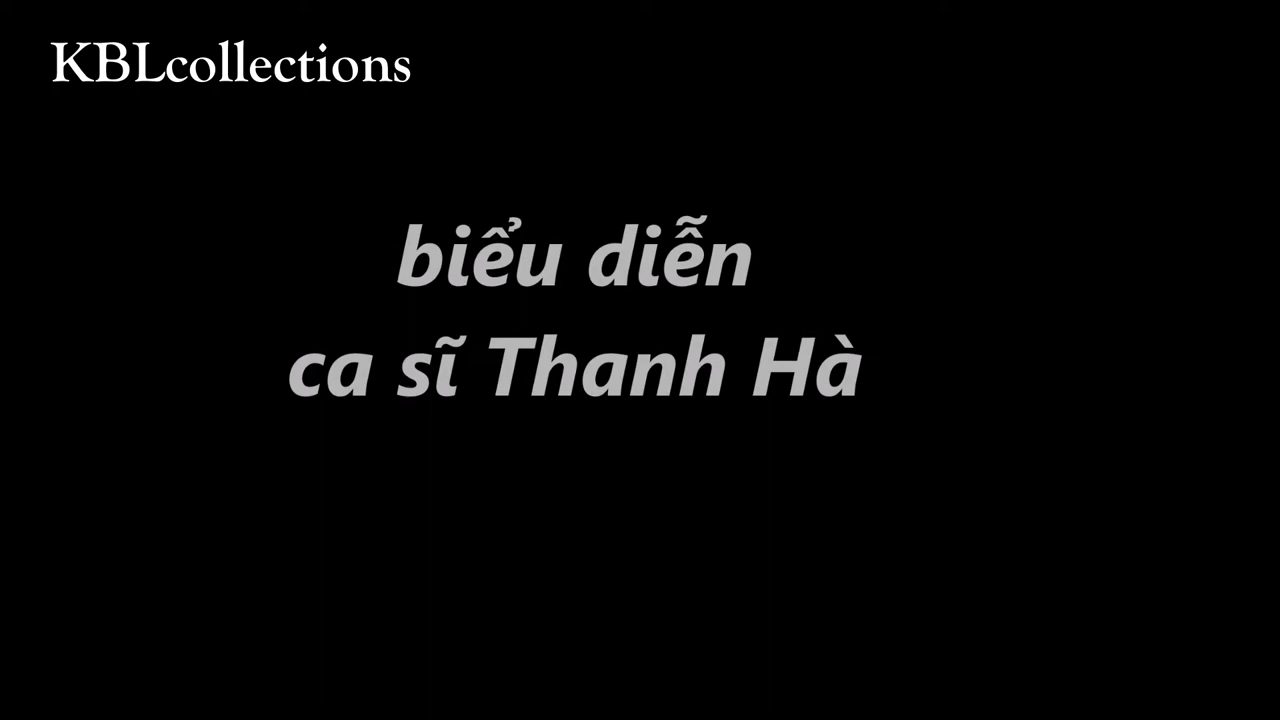 KBLcollections
biểu diễn
ca sĩ Thanh Hà